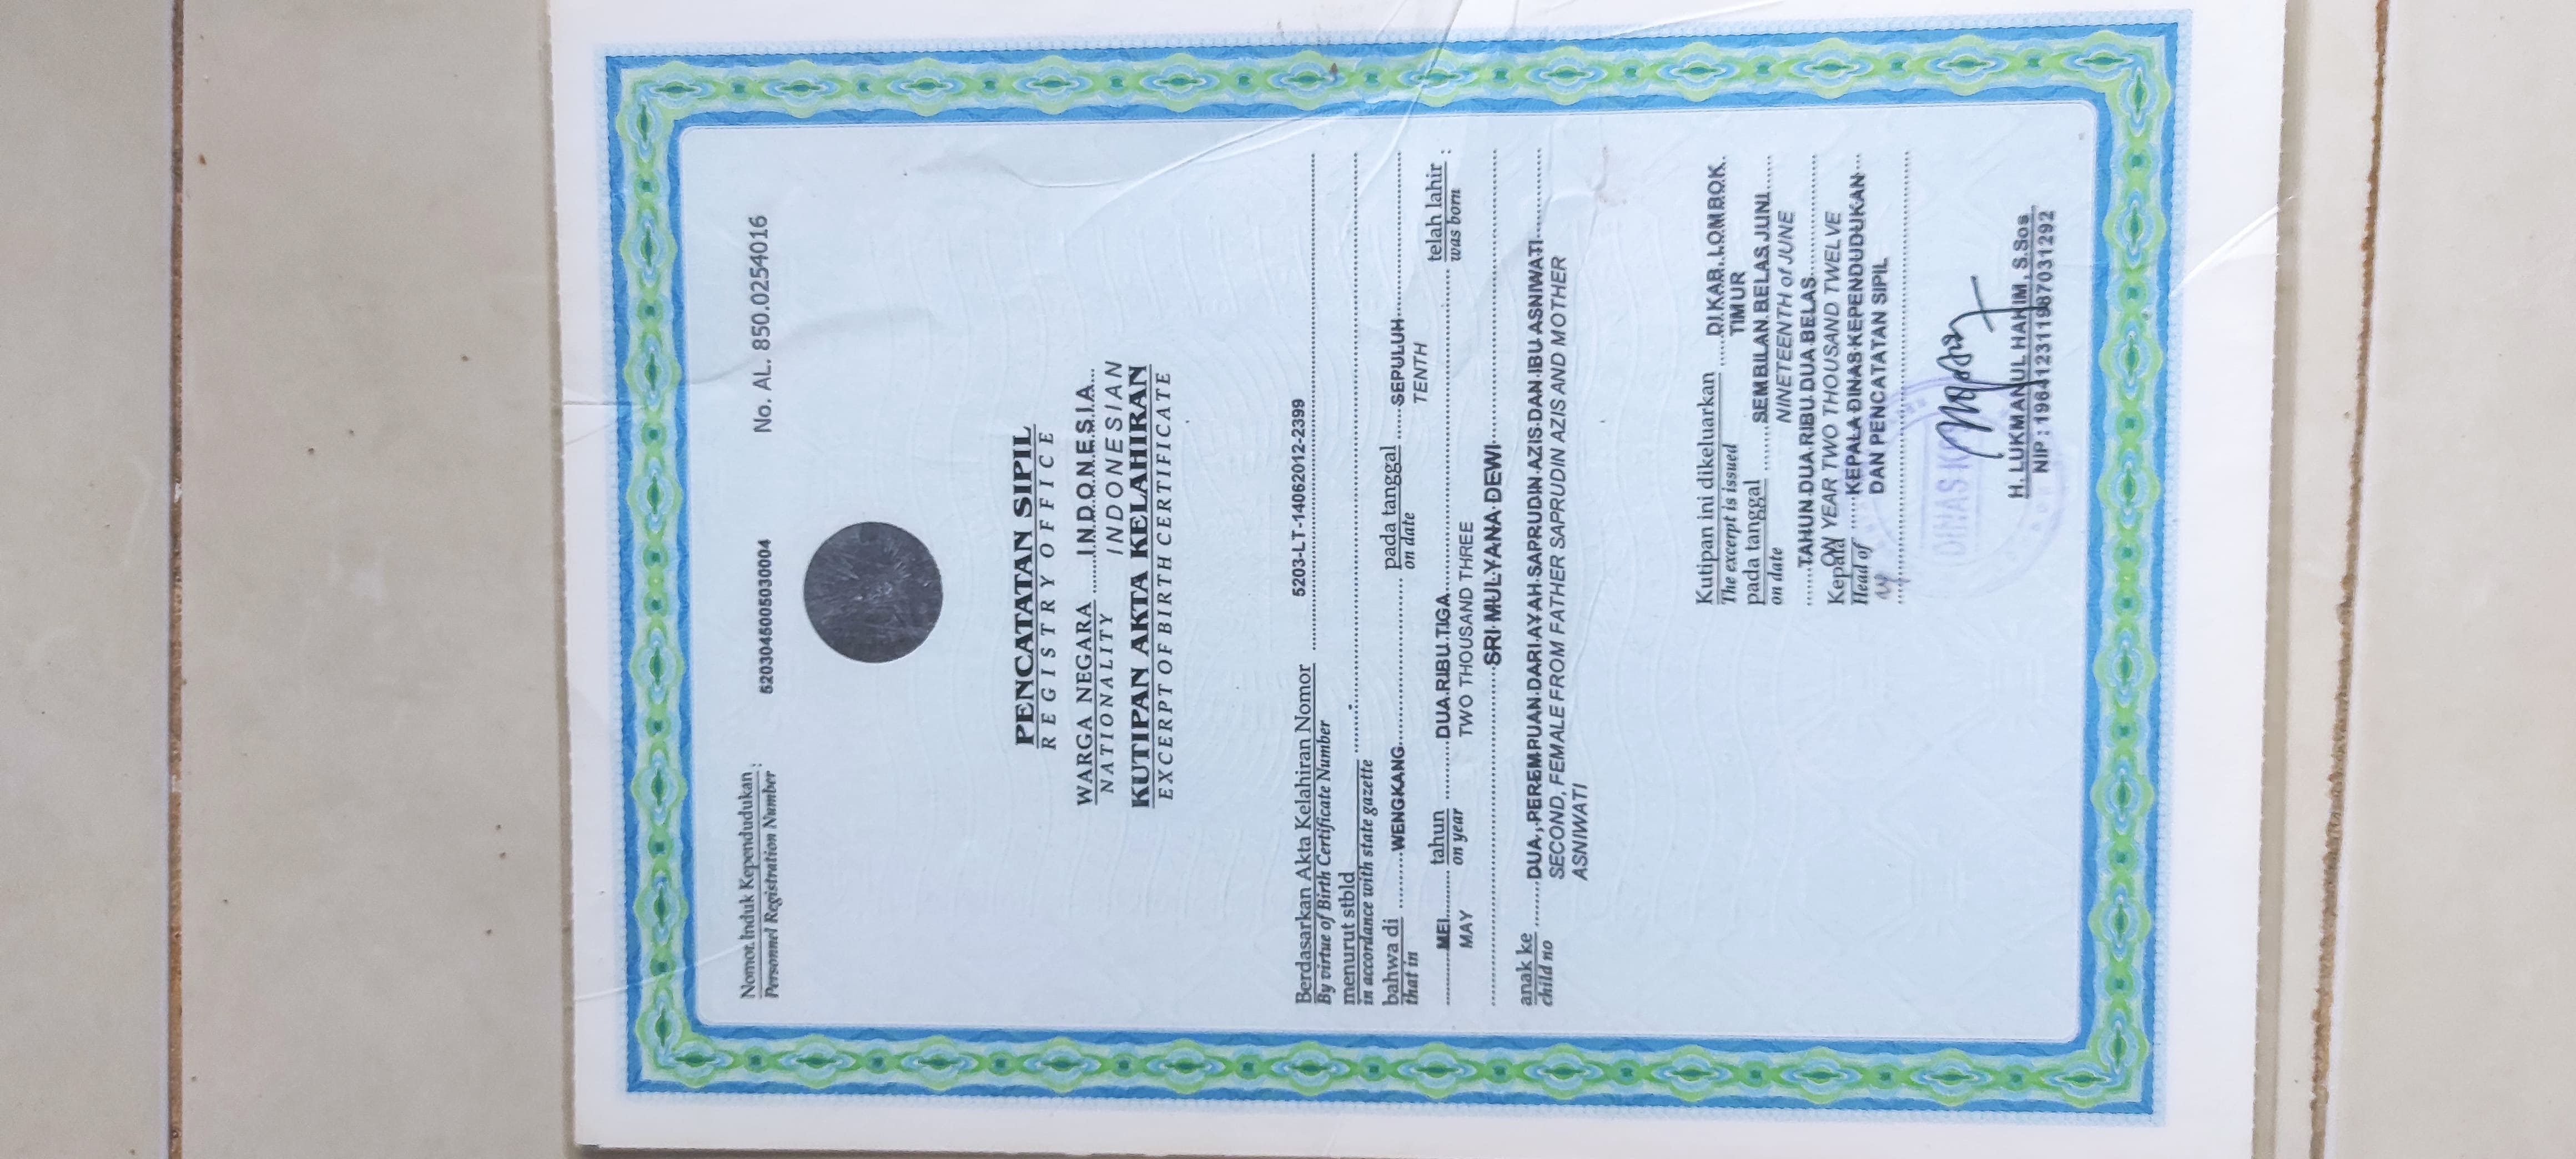 Nomor Induk Kependudukan : 5203045005030004 No. AL. 850.0254016
Personnel Registration Number
PENCATATAN SIPIL
REGISTRY OFFICE
WARGA NEGARA ......I.N.D.O.N.E.S.I.A...
NATIONALITY INDONESIAN
KUTIPAN AKTA KELAHIRAN
EXCERPT OF BIRTH CERTIFICATE
Berdasarkan Akta Kelahiran Nomor 5203-LT-14062012-2399
By virtue of Birth Certificate Number
menurut stbld
in accordance with state gazette
bahwa di WENGKANG pada tanggal SEPULUH
that in on date TENTH
MEI tahun DUA RIBU TIGA telah lahir :
MAY on year TWO THOUSAND THREE was born
SRI MULYANA DEWI
anak ke DUA, PEREMPUAN DARI AYAH SAPRUDIN AZIS DAN IBU ASNIWATI
child no SECOND, FEMALE FROM FATHER SAPRUDIN AZIS AND MOTHER
ASNIWATI
Kutipan ini dikeluarkan DI KAB. LOMBOK
The excerpt is issued TIMUR
pada tanggal SEMBILAN BELAS JUNI
on date NINETEENTH of JUNE
TAHUN DUA RIBU DUA BELAS
ON YEAR TWO THOUSAND TWELVE
Kepala KEPALA DINAS KEPENDUDUKAN
Head of DAN PENCATATAN SIPIL
DINAS
H. LUKMANUL HAKIM, S.Sos
NIP : 196412311987031292